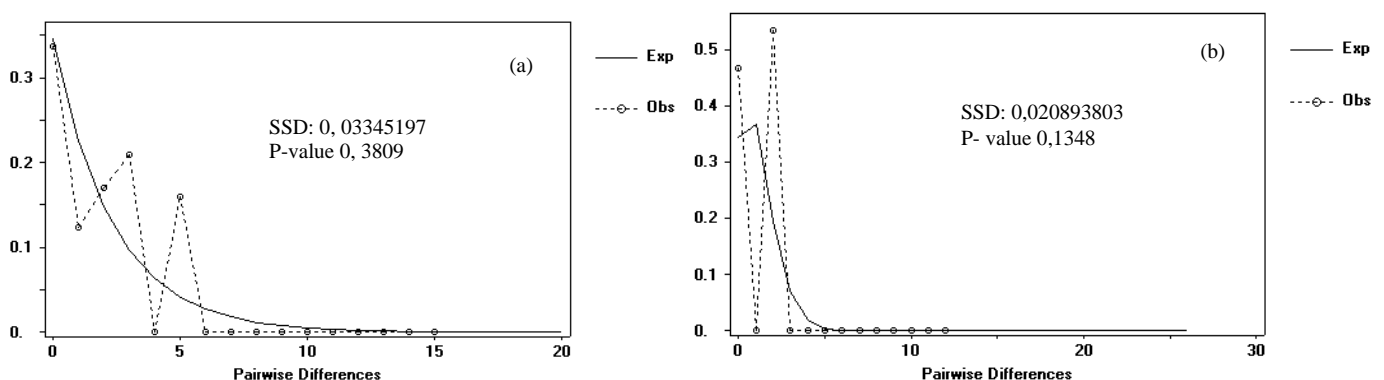 (a)
Exp
Obs
SSD: 0, 03345197
P-value 0, 3809
0.3
0.2
0.1
0.
0 5 10 15 20
Pairwise Differences
(b)
Exp
Obs
SSD: 0,020893803
P- value 0,1348
0.5
0.4
0.3
0.2
0.1
0.
0 10 20 30
Pairwise Differences